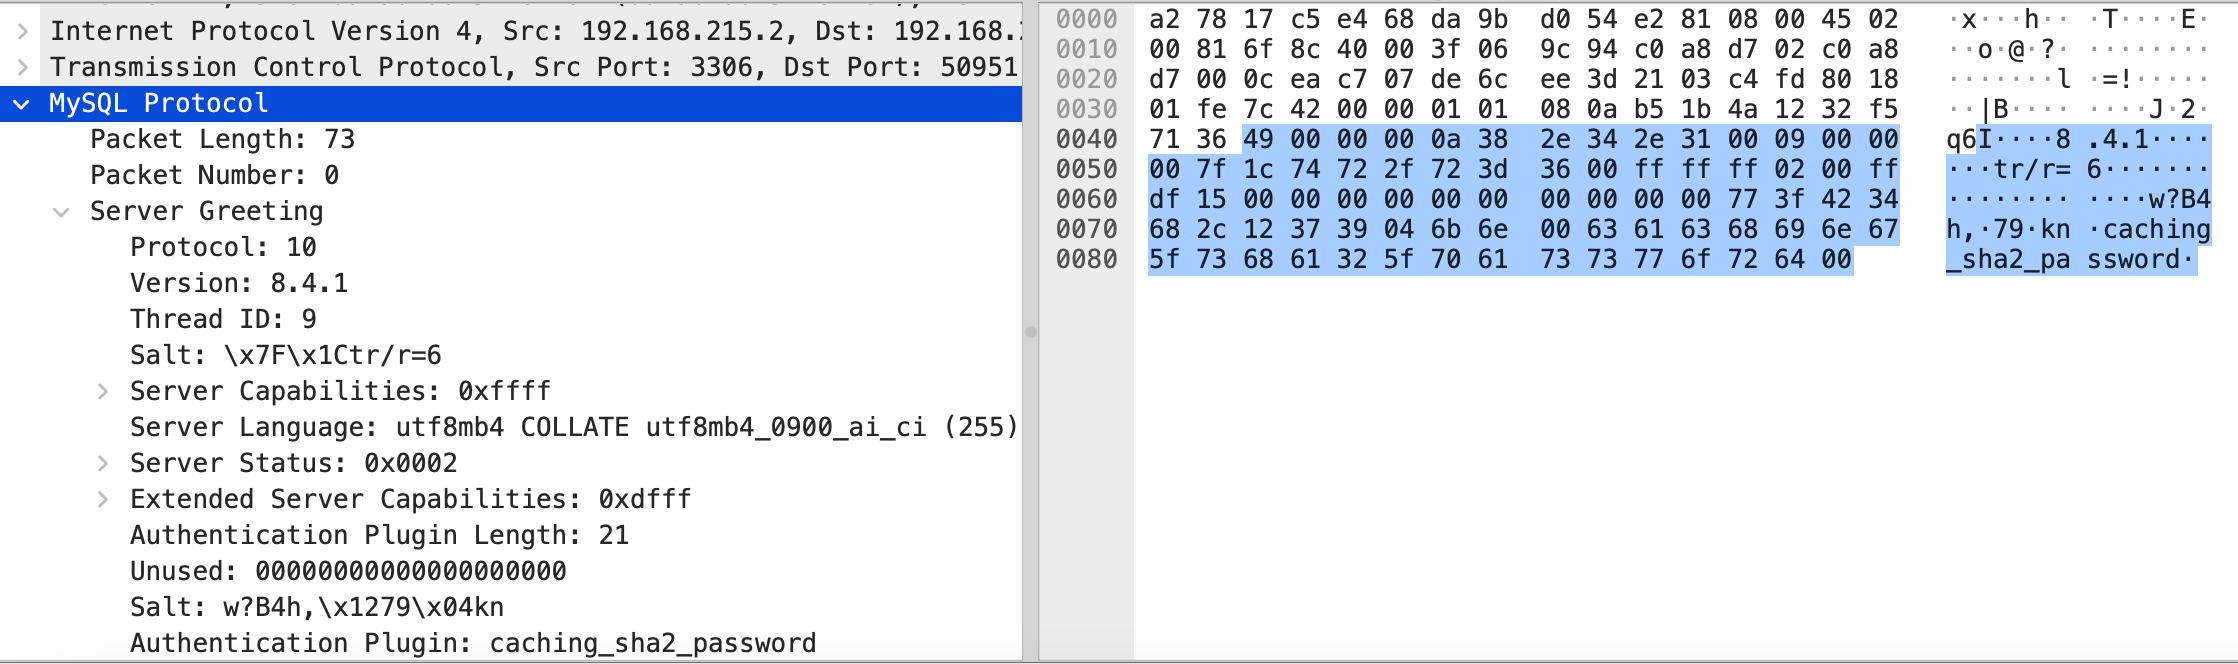 Internet Protocol Version 4, Src: 192.168.215.2, Dst: 192.168.
Transmission Control Protocol, Src Port: 3306, Dst Port: 50951
MySQL Protocol
Packet Length: 73
Packet Number: 0
Server Greeting
Protocol: 10
Version: 8.4.1
Thread ID: 9
Salt: \x7F\x1Ctr/r=6
Server Capabilities: 0xffff
Server Language: utf8mb4 COLLATE utf8mb4_0900_ai_ci (255)
Server Status: 0x0002
Extended Server Capabilities: 0xdfff
Authentication Plugin Length: 21
Unused: 00000000000000000000
Salt: w?B4h,\x1279\x04kn
Authentication Plugin: caching_sha2_password
0000 a2 78 17 c5 e4 68 da 9b d0 54 e2 81 08 00 45 02 ·x···h·· ·T····E·
0010 00 81 6f 8c 40 00 3f 06 9c 94 c0 a8 d7 02 c0 a8 ··o·@·?· ········
0020 d7 00 0c ea c7 07 de 6c ee 3d 21 03 c4 fd 80 18 ·······l ·=!·····
0030 01 fe 7c 42 00 00 01 01 08 0a b5 1b 4a 12 32 f5 ··|B···· ····J·2·
0040 71 36 49 00 00 00 0a 38 2e 34 2e 31 00 09 00 00 q6I····8 .4.1····
0050 00 7f 1c 74 72 2f 72 3d 36 00 ff ff ff 02 00 ff ···tr/r= 6·······
0060 df 15 00 00 00 00 00 00 00 00 00 00 77 3f 42 34 ········ ····w?B4
0070 68 2c 12 37 39 04 6b 6e 00 63 61 63 68 69 6e 67 h,·79·kn ·caching
0080 5f 73 68 61 32 5f 70 61 73 73 77 6f 72 64 00 _sha2_pa ssword·